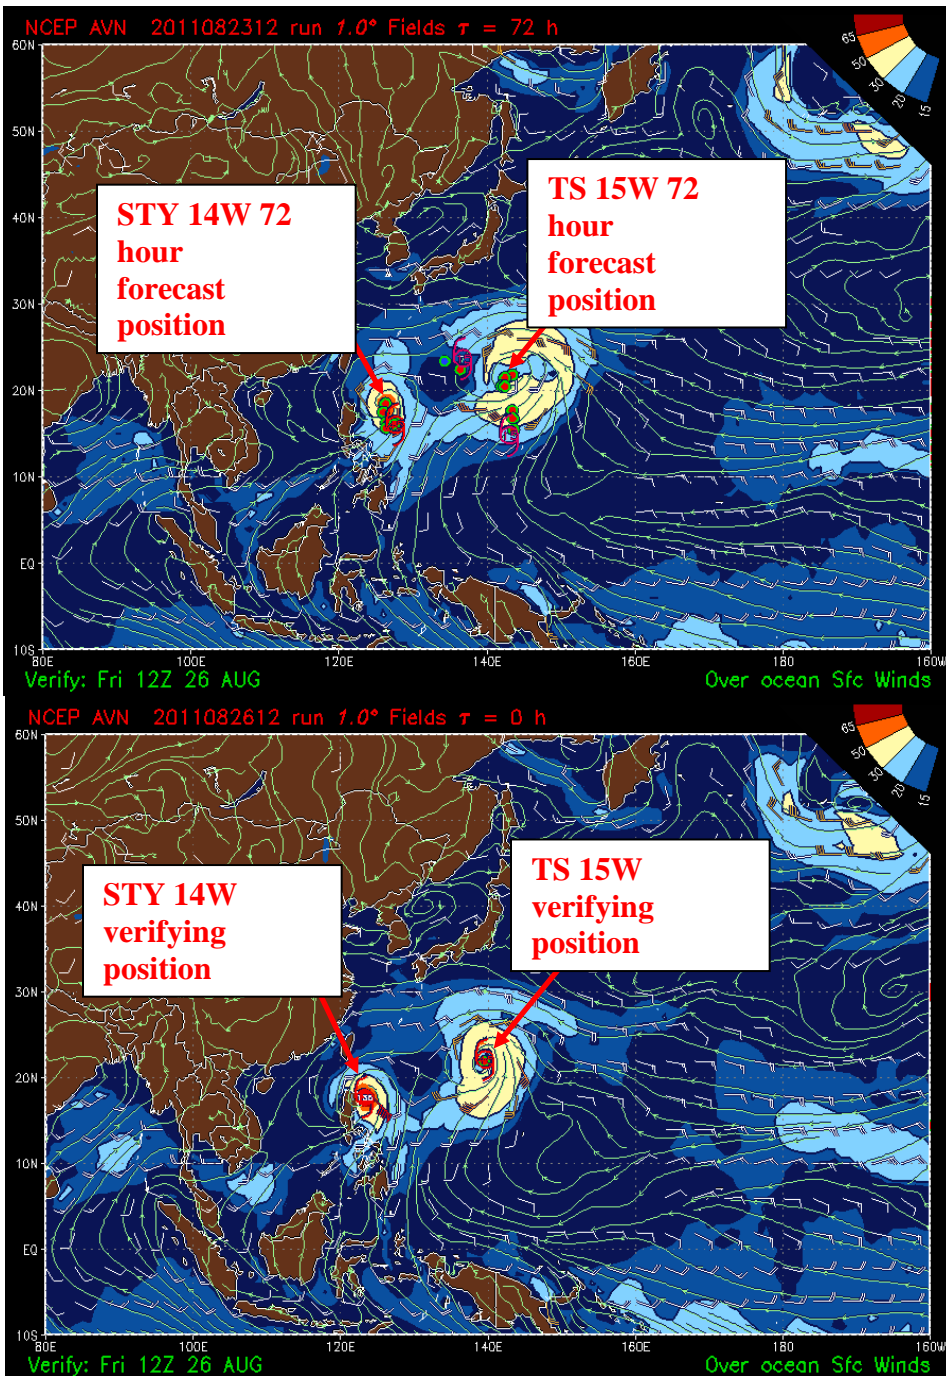 NCEP AVN 2011082312 run 1.0° Fields τ = 72 h
65
50
30
20
15
60N
50N
40N
30N
20N
10N
EQ
10S
STY 14W 72
hour
forecast
position
TS 15W 72
hour
forecast
position
80E 100E 120E 140E 160E 180 160W
Verify: Fri 12Z 26 AUG Over ocean Sfc Winds
NCEP AVN 2011082612 run 1.0° Fields τ = 0 h
65
50
30
20
15
60N
50N
40N
30N
20N
10N
EQ
10S
STY 14W
verifying
position
TS 15W
verifying
position
135
80E 100E 120E 140E 160E 180 160W
Verify: Fri 12Z 26 AUG Over ocean Sfc Winds